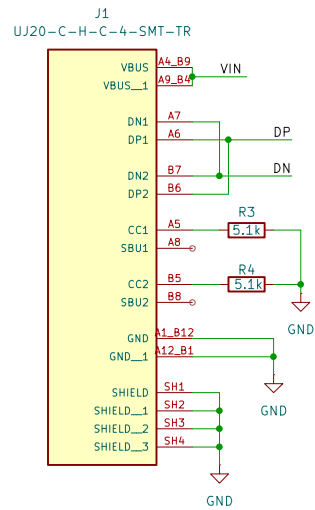 J1
UJ20-C-H-C-4-SMT-TR
VBUS A4_B9 VIN
VBUS__1 A9_B4
DN1 A7
DP1 A6 DP
DN2 B7 DN
DP2 B6
CC1 A5 R3 5.1k
SBU1 A8
CC2 B5 R4 5.1k
SBU2 B8
GND
GND A1_B12
GND__1 A12_B1
SHIELD SH1
GND
SHIELD__1 SH2
SHIELD__2 SH3
SHIELD__3 SH4
GND